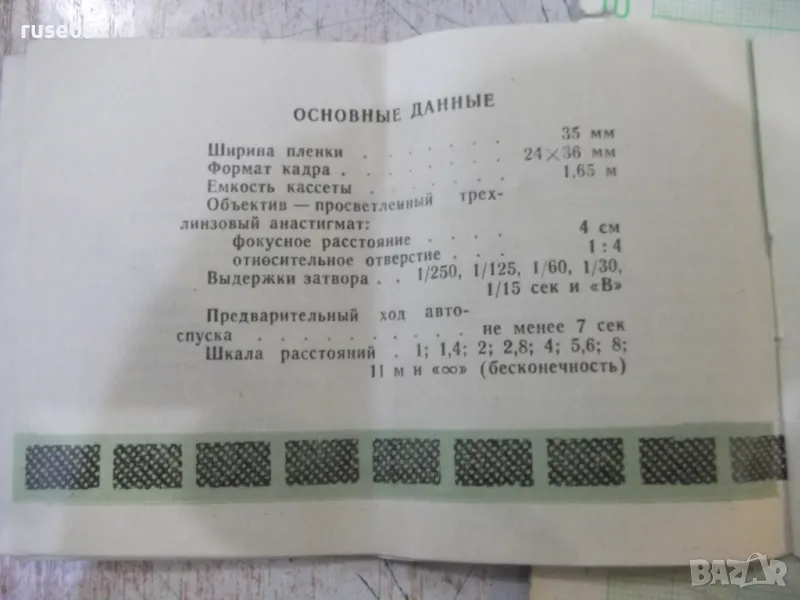 ruse0
ОСНОВНЫЕ ДАННЫЕ
Ширина пленки . . . . . . . 35 мм
Формат кадра . . . . . . . 24×36 мм
Емкость кассеты . . . . . . 1,65 м
Объектив — просветленный трех-
линзовый анастигмат:
фокусное расстояние . . . . 4 см
относительное отверстие . . . 1 : 4
Выдержки затвора . . 1/250, 1/125, 1/60, 1/30,
1/15 сек и «В»
Предварительный ход авто-
спуска . . . . . . . . . . не менее 7 сек
Шкала расстояний . 1; 1,4; 2; 2,8; 4; 5,6; 8;
11 м и «∞» (бесконечность)
BAZAR